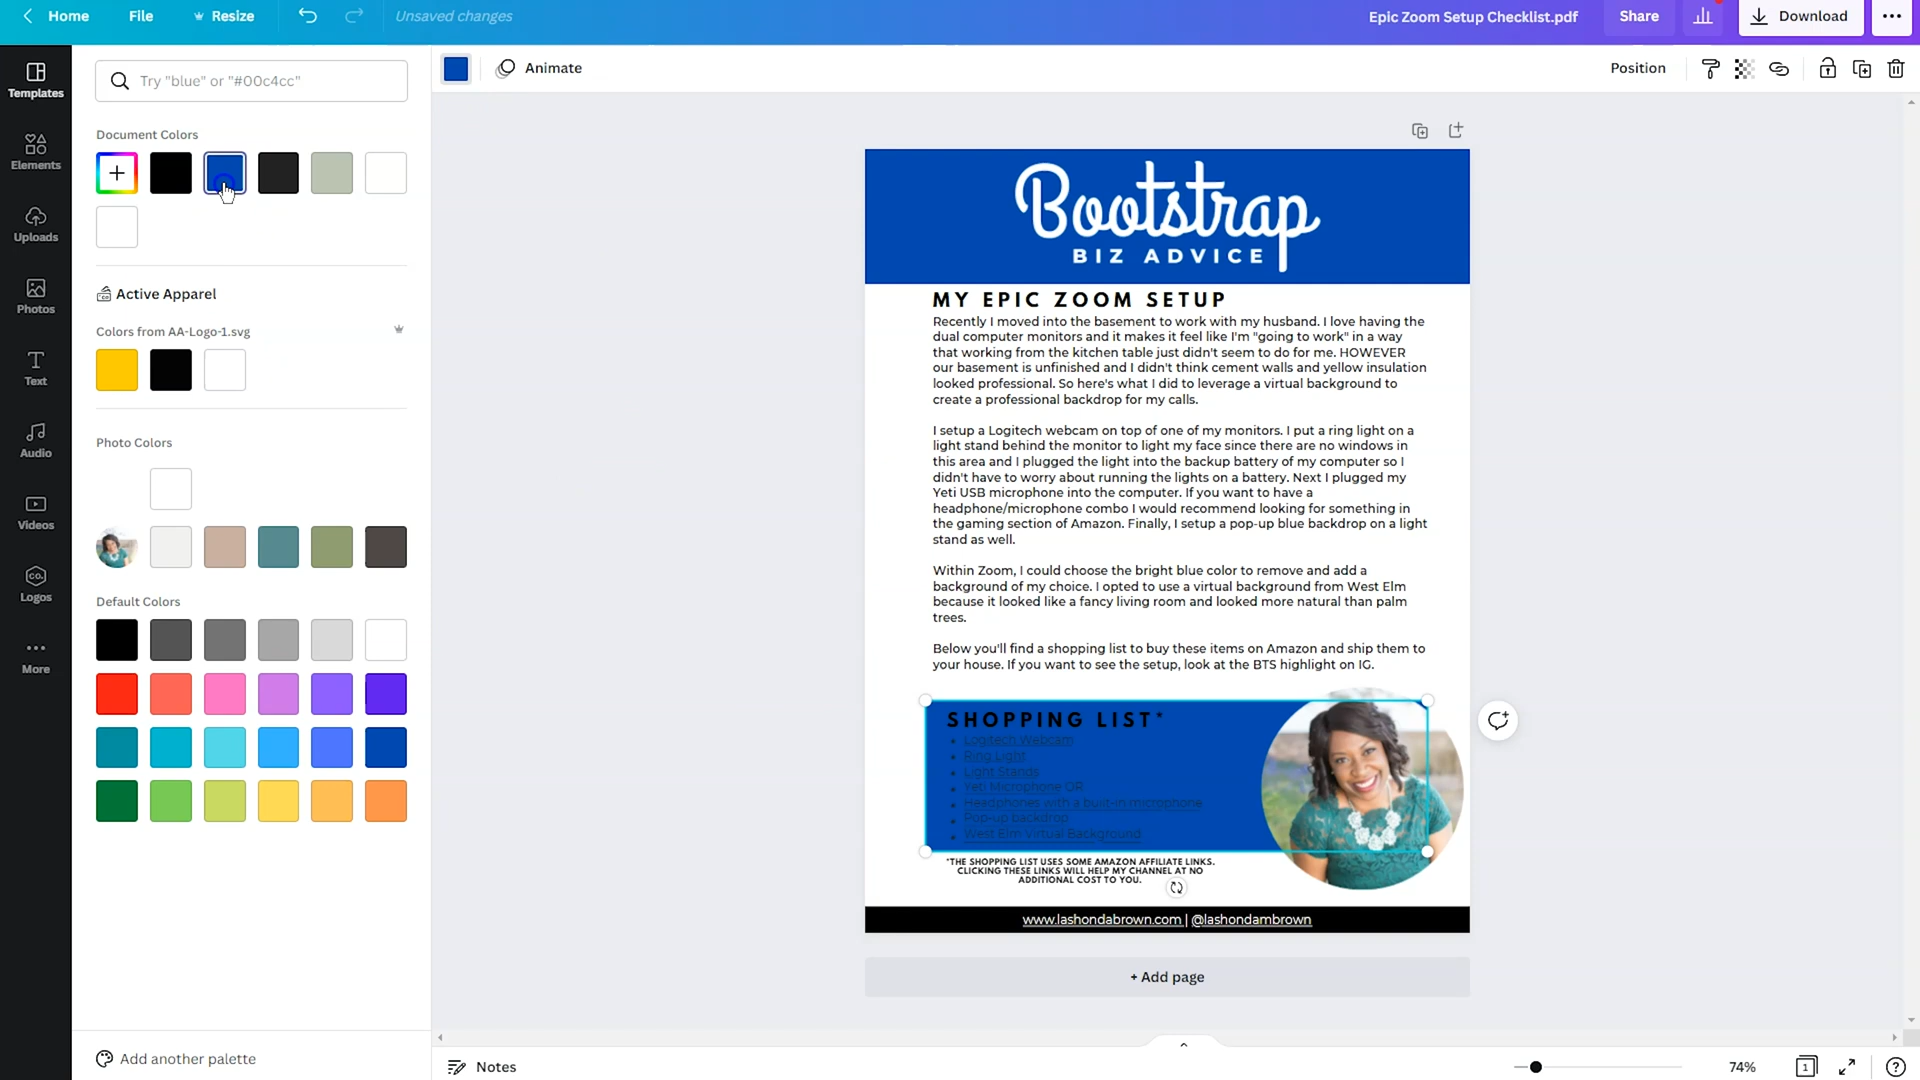 Home
File
Resize
Unsaved changes
Epic Zoom Setup Checklist.pdf
Share
Download
Templates
Elements
Uploads
Photos
Text
Audio
Videos
CO.
Logos
More
Try "blue" or "#00c4cc"
Document Colors
Active Apparel
Colors from AA-Logo-1.svg
Photo Colors
Default Colors
Add another palette
Animate
Position
Bootstrap
BIZ ADVICE
MY EPIC ZOOM SETUP
Recently I moved into the basement to work with my husband. I love having the
dual computer monitors and it makes it feel like I'm "going to work" in a way
that working from the kitchen table just didn't seem to do for me. HOWEVER
our basement is unfinished and I didn't think cement walls and yellow insulation
looked professional. So here's what I did to leverage a virtual background to
create a professional backdrop for my calls.
I setup a Logitech webcam on top of one of my monitors. I put a ring light on a
light stand behind the monitor to light my face since there are no windows in
this area and I plugged the light into the backup battery of my computer so I
didn't have to worry about running the lights on a battery. Next I plugged my
Yeti USB microphone into the computer. If you want to have a
headphone/microphone combo I would recommend looking for something in
the gaming section of Amazon. Finally, I setup a pop-up blue backdrop on a light
stand as well.
Within Zoom, I could choose the bright blue color to remove and add a
background of my choice. I opted to use a virtual background from West Elm
because it looked like a fancy living room and looked more natural than palm
trees.
Below you'll find a shopping list to buy these items on Amazon and ship them to
your house. If you want to see the setup, look at the BTS highlight on IG.
SHOPPING LIST*
• Logitech Webcam
• Ring Light
• Light Stands
• Yeti Microphone OR
• Headphones with a built-in microphone
• Pop-up backdrop
• West Elm Virtual Background
*THE SHOPPING LIST USES SOME AMAZON AFFILIATE LINKS.
CLICKING THESE LINKS WILL HELP MY CHANNEL AT NO
ADDITIONAL COST TO YOU.
www.lashondabrown.com | @lashondambrown
+ Add page
Notes
74%
1